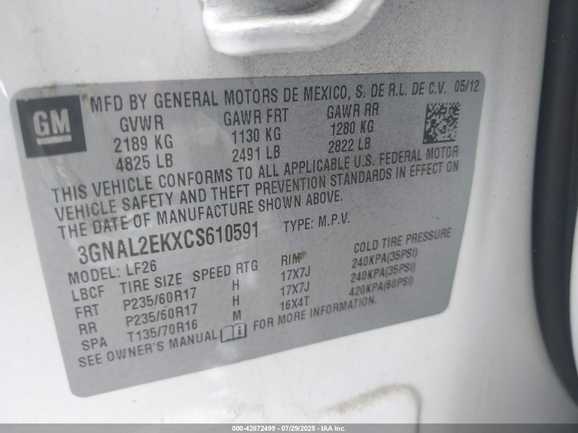 GM
MFD BY GENERAL MOTORS DE MEXICO, S. DE R.L. DE C.V. 05/12
GVWR GAWR FRT GAWR RR
2189 KG 1130 KG 1280 KG
4825 LB 2491 LB 2822 LB
THIS VEHICLE CONFORMS TO ALL APPLICABLE U.S. FEDERAL MOTOR
VEHICLE SAFETY AND THEFT PREVENTION STANDARDS IN EFFECT ON
THE DATE OF MANUFACTURE SHOWN ABOVE.
3GNAL2EKXCS610591 TYPE: M.P.V.
MODEL: LF26
LBCF TIRE SIZE SPEED RTG RIM COLD TIRE PRESSURE
FRT P235/60R17 H 17X7J 240KPA(35PSI)
RR P235/60R17 H 17X7J 240KPA(35PSI)
SPA T135/70R16 M 16X4T 420KPA(60PSI)
SEE OWNER'S MANUAL i FOR MORE INFORMATION.
000-42872499 - 07/29/2025 - IAA Inc.